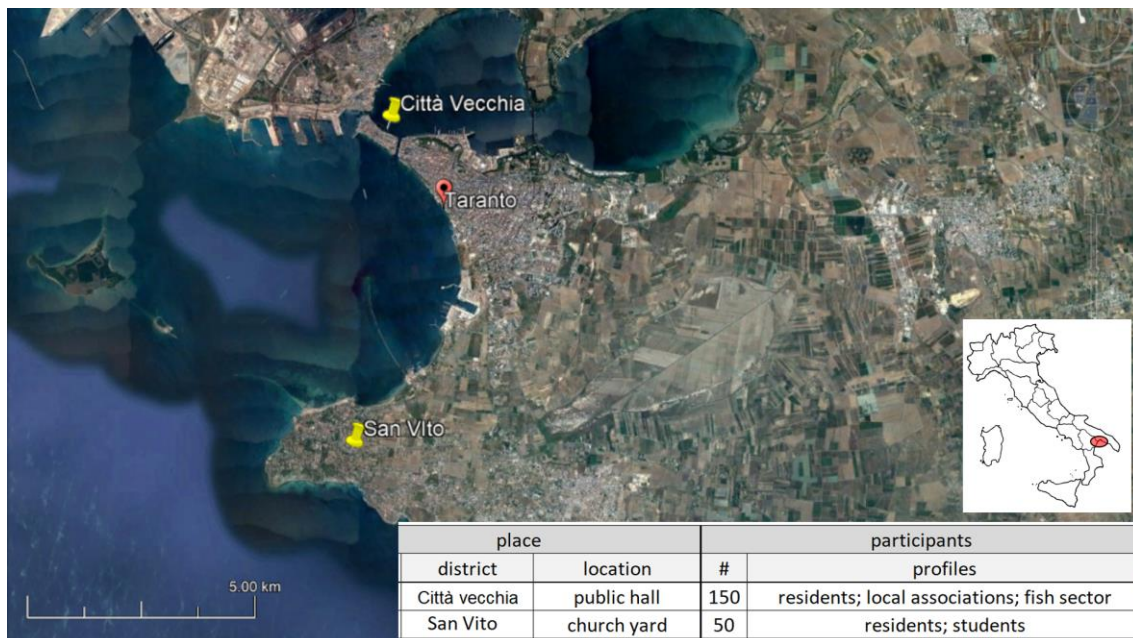 Città Vecchia
Taranto
San VIto
5.00 km
place participants
district location # profiles
Città vecchia public hall 150 residents; local associations; fish sector
San Vito church yard 50 residents; students